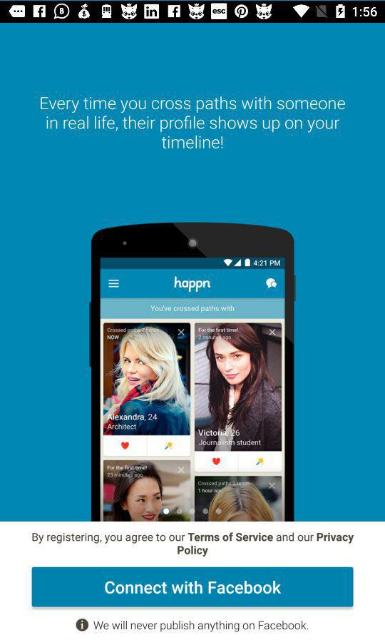 esc 1:56
Every time you cross paths with someone
in real life, their profile shows up on your
timeline!
4:21 PM
happn
You've crossed paths with
Crossed paths 2 times
NOW
Alexandra, 24
Architect
For the first time!
2 minutes ago
Victoria, 26
Journalism student
For the first time!
23 minutes ago
Crossed paths
1 hour ago
By registering, you agree to our Terms of Service and our Privacy
Policy
Connect with Facebook
We will never publish anything on Facebook.